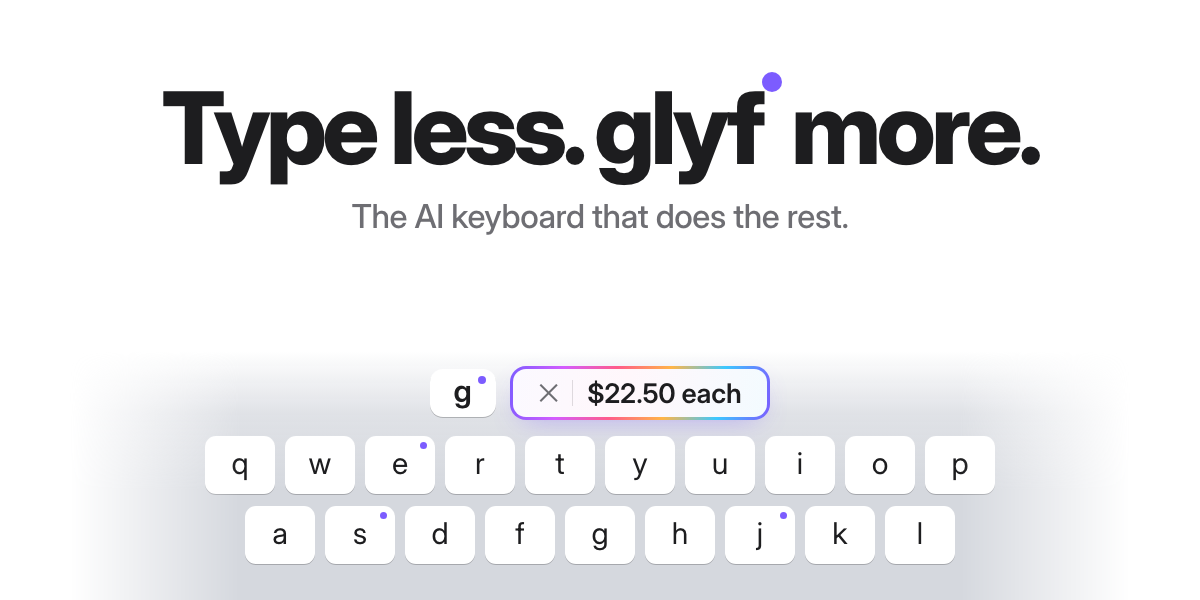 Type less. glyf more.
The AI keyboard that does the rest.
g × $22.50 each
q w e r t y u i o p
a s d f g h j k l